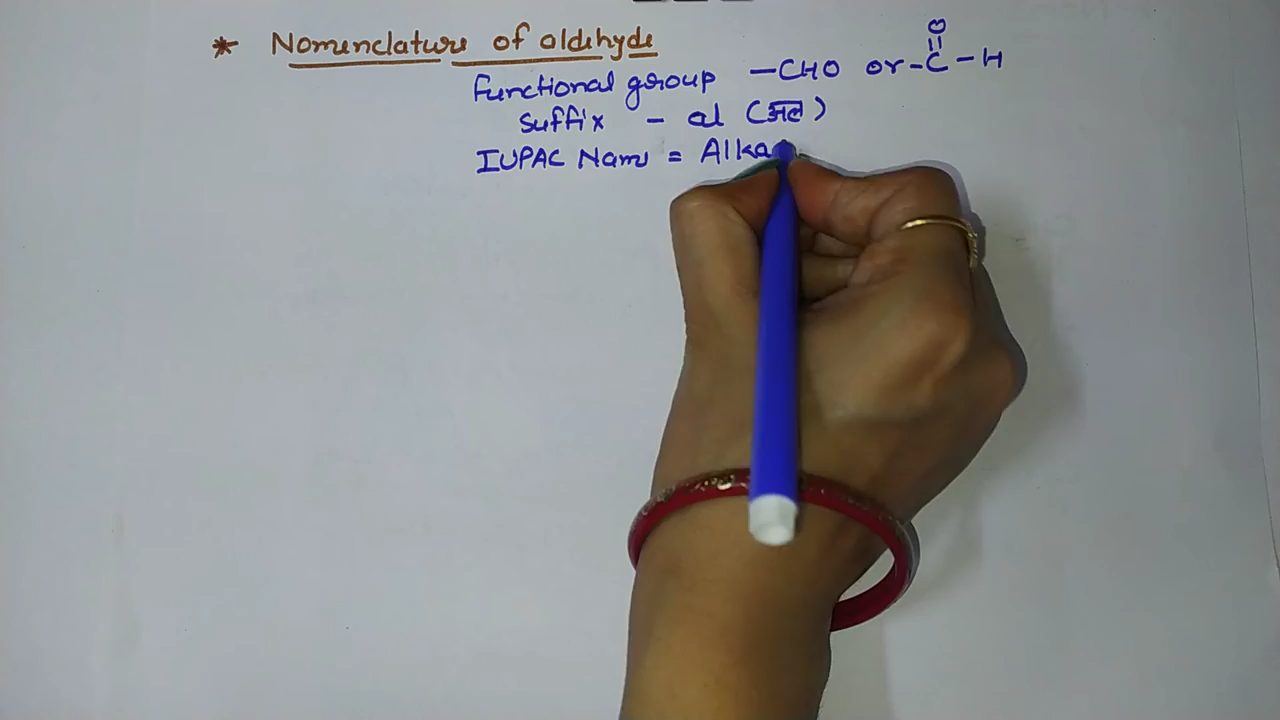 * Nomenclature of aldehyde
Functional group —CHO or -C-H
O
||
Suffix - al (अल)
IUPAC Name = Alka